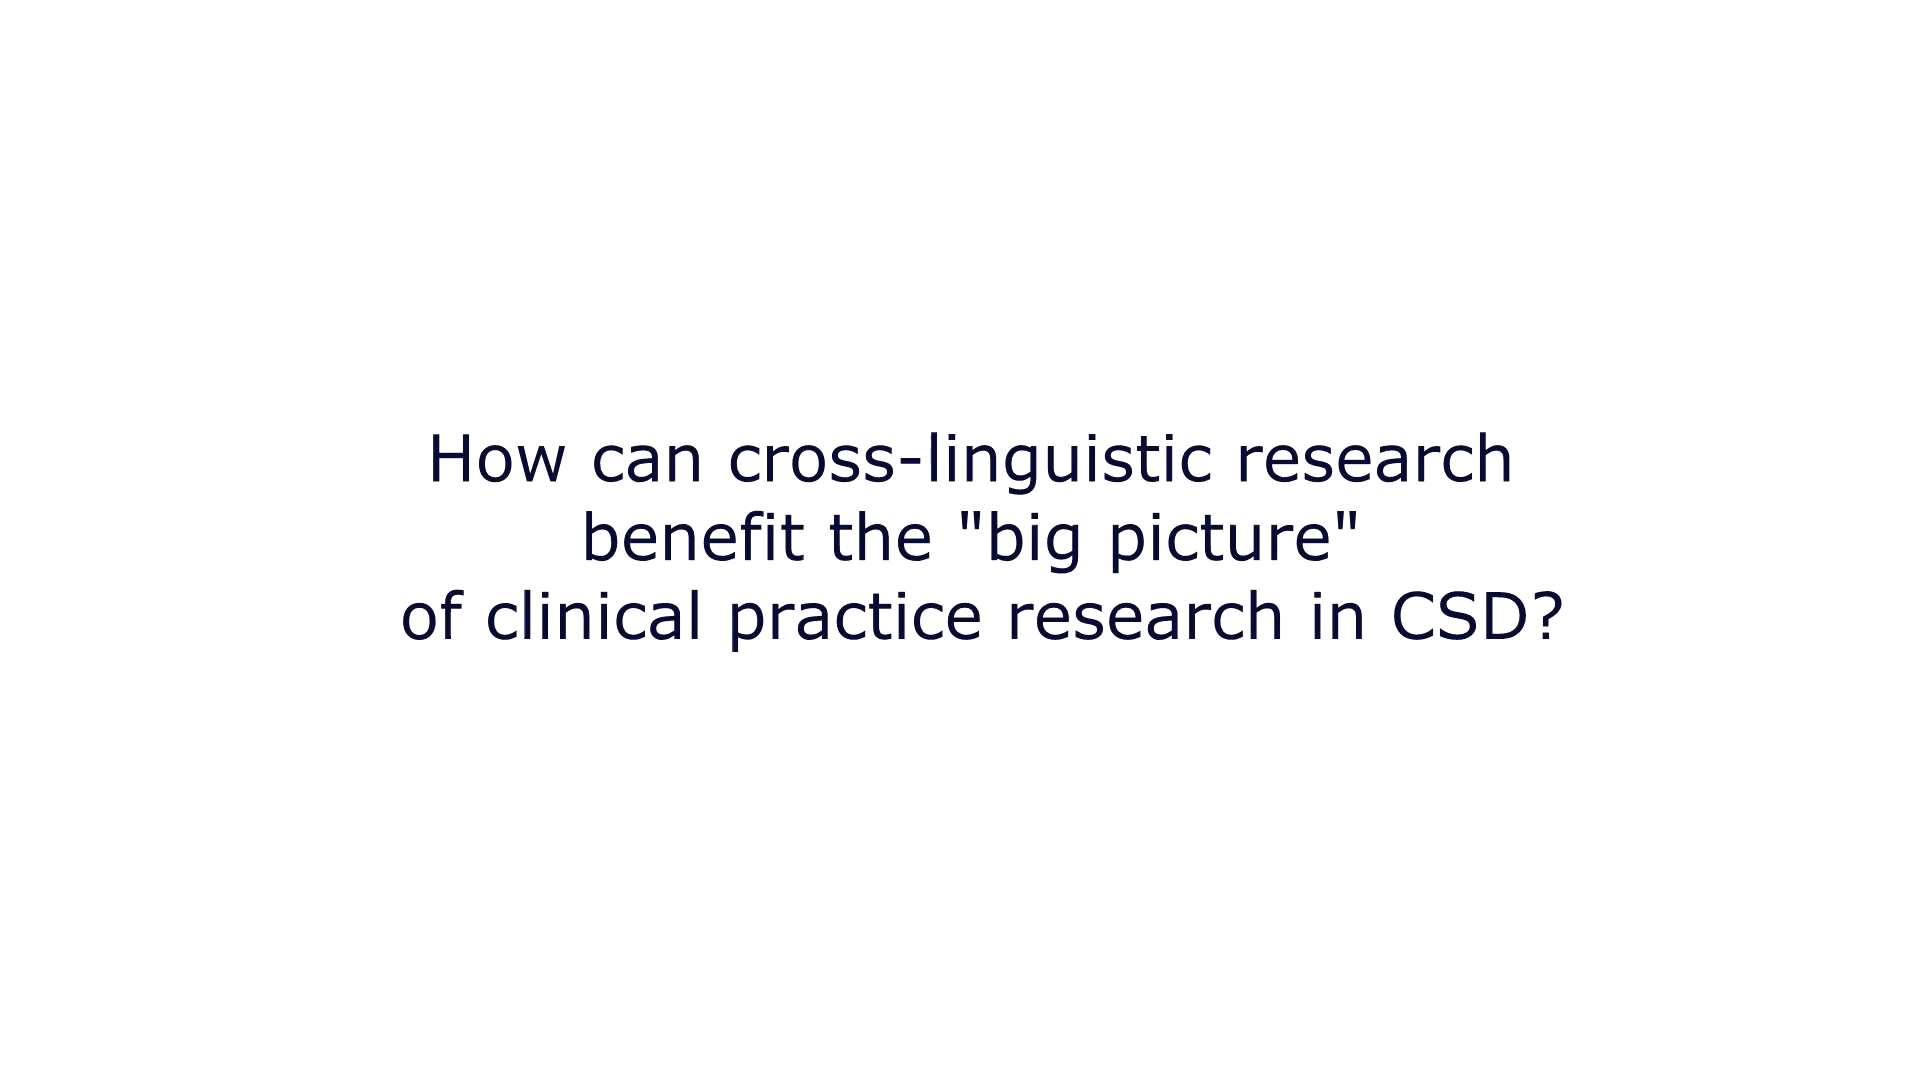 How can cross-linguistic research
benefit the "big picture"
of clinical practice research in CSD?